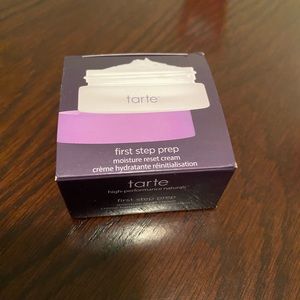 tarte
first step prep
moisture reset cream
crème hydratante réinitialisation
tarte
high-performance naturals
first step prep